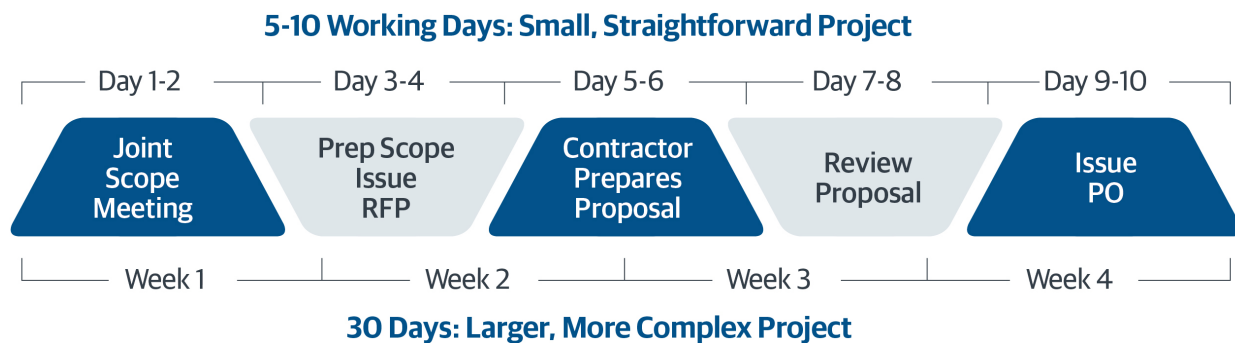 5-10 Working Days: Small, Straightforward Project
Day 1-2
Day 3-4
Day 5-6
Day 7-8
Day 9-10
Joint
Scope
Meeting
Prep Scope
Issue
RFP
Contractor
Prepares
Proposal
Review
Proposal
Issue
PO
Week 1
Week 2
Week 3
Week 4
30 Days: Larger, More Complex Project